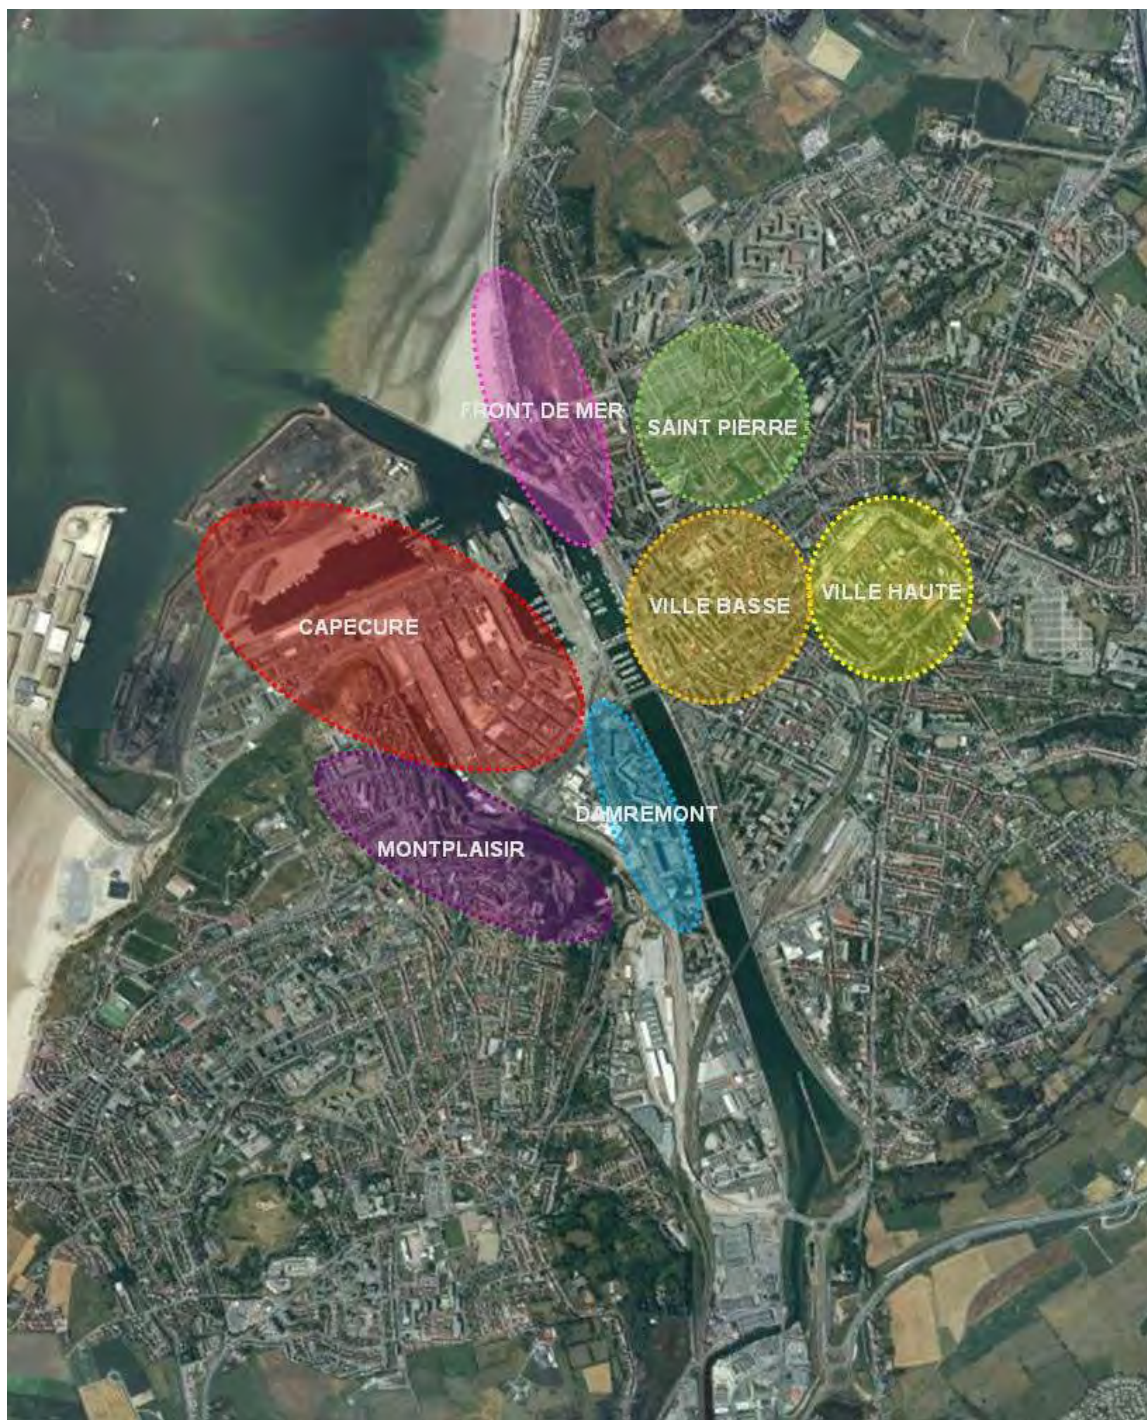 FRONT DE MER
SAINT PIERRE
VILLE HAUTE
VILLE BASSE
CAPECURE
DAMREMONT
MONTPLAISIR